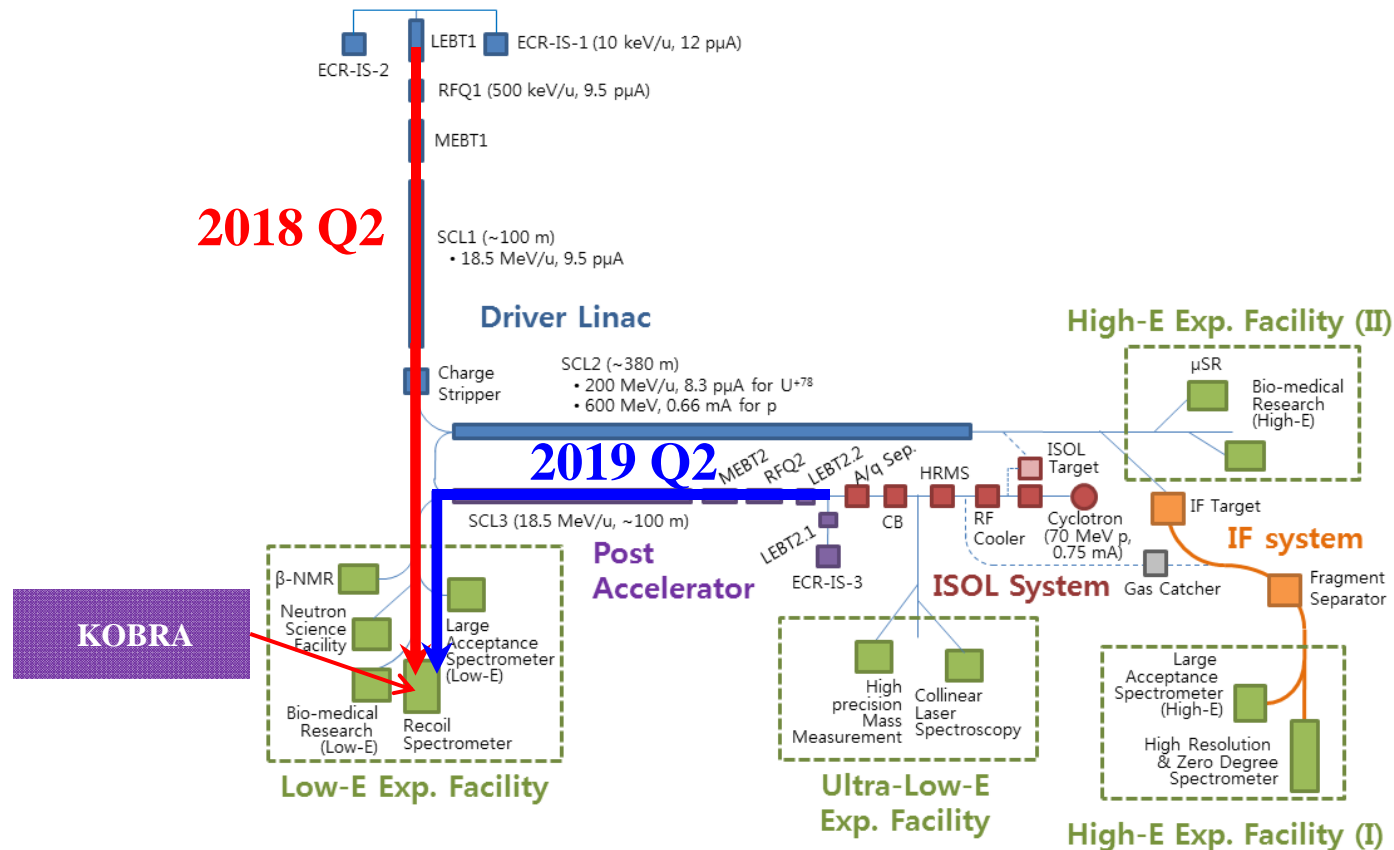 LEBT1
ECR-IS-1 (10 keV/u, 12 pµA)
ECR-IS-2
RFQ1 (500 keV/u, 9.5 pµA)
MEBT1
2018 Q2
SCL1 (~100 m)
• 18.5 MeV/u, 9.5 pµA
Driver Linac
Charge
Stripper
SCL2 (~380 m)
• 200 MeV/u, 8.3 pµA for U+78
• 600 MeV, 0.66 mA for p
High-E Exp. Facility (II)
µSR
Bio-medical
Research
(High-E)
2019 Q2
MEBT2
RFQ2
LEBT2.2
A/q Sep.
HRMS
ISOL
Target
SCL3 (18.5 MeV/u, ~100 m)
LEBT2.1
ECR-IS-3
CB
RF
Cooler
Cyclotron
(70 MeV p,
0.75 mA)
IF Target
IF system
Post
Accelerator
ISOL System
Gas Catcher
Fragment
Separator
KOBRA
β-NMR
Neutron
Science
Facility
Large
Acceptance
Spectrometer
(Low-E)
Bio-medical
Research
(Low-E)
Recoil
Spectrometer
Low-E Exp. Facility
High
precision
Mass
Measurement
Collinear
Laser
Spectroscopy
Ultra-Low-E
Exp. Facility
Large
Acceptance
Spectrometer
(High-E)
High Resolution
& Zero Degree
Spectrometer
High-E Exp. Facility (I)